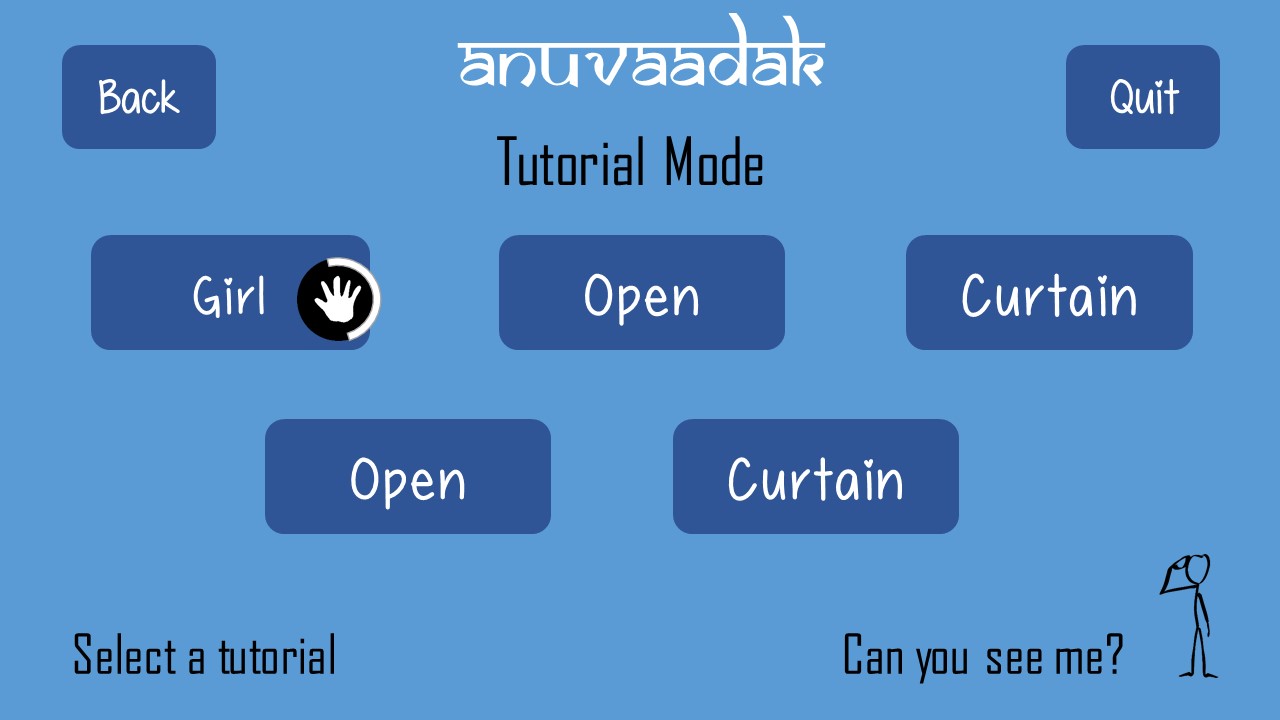 anuvaadak
Back
Quit
Tutorial Mode
Girl
Open
Curtain
Open
Curtain
Select a tutorial
Can you see me?